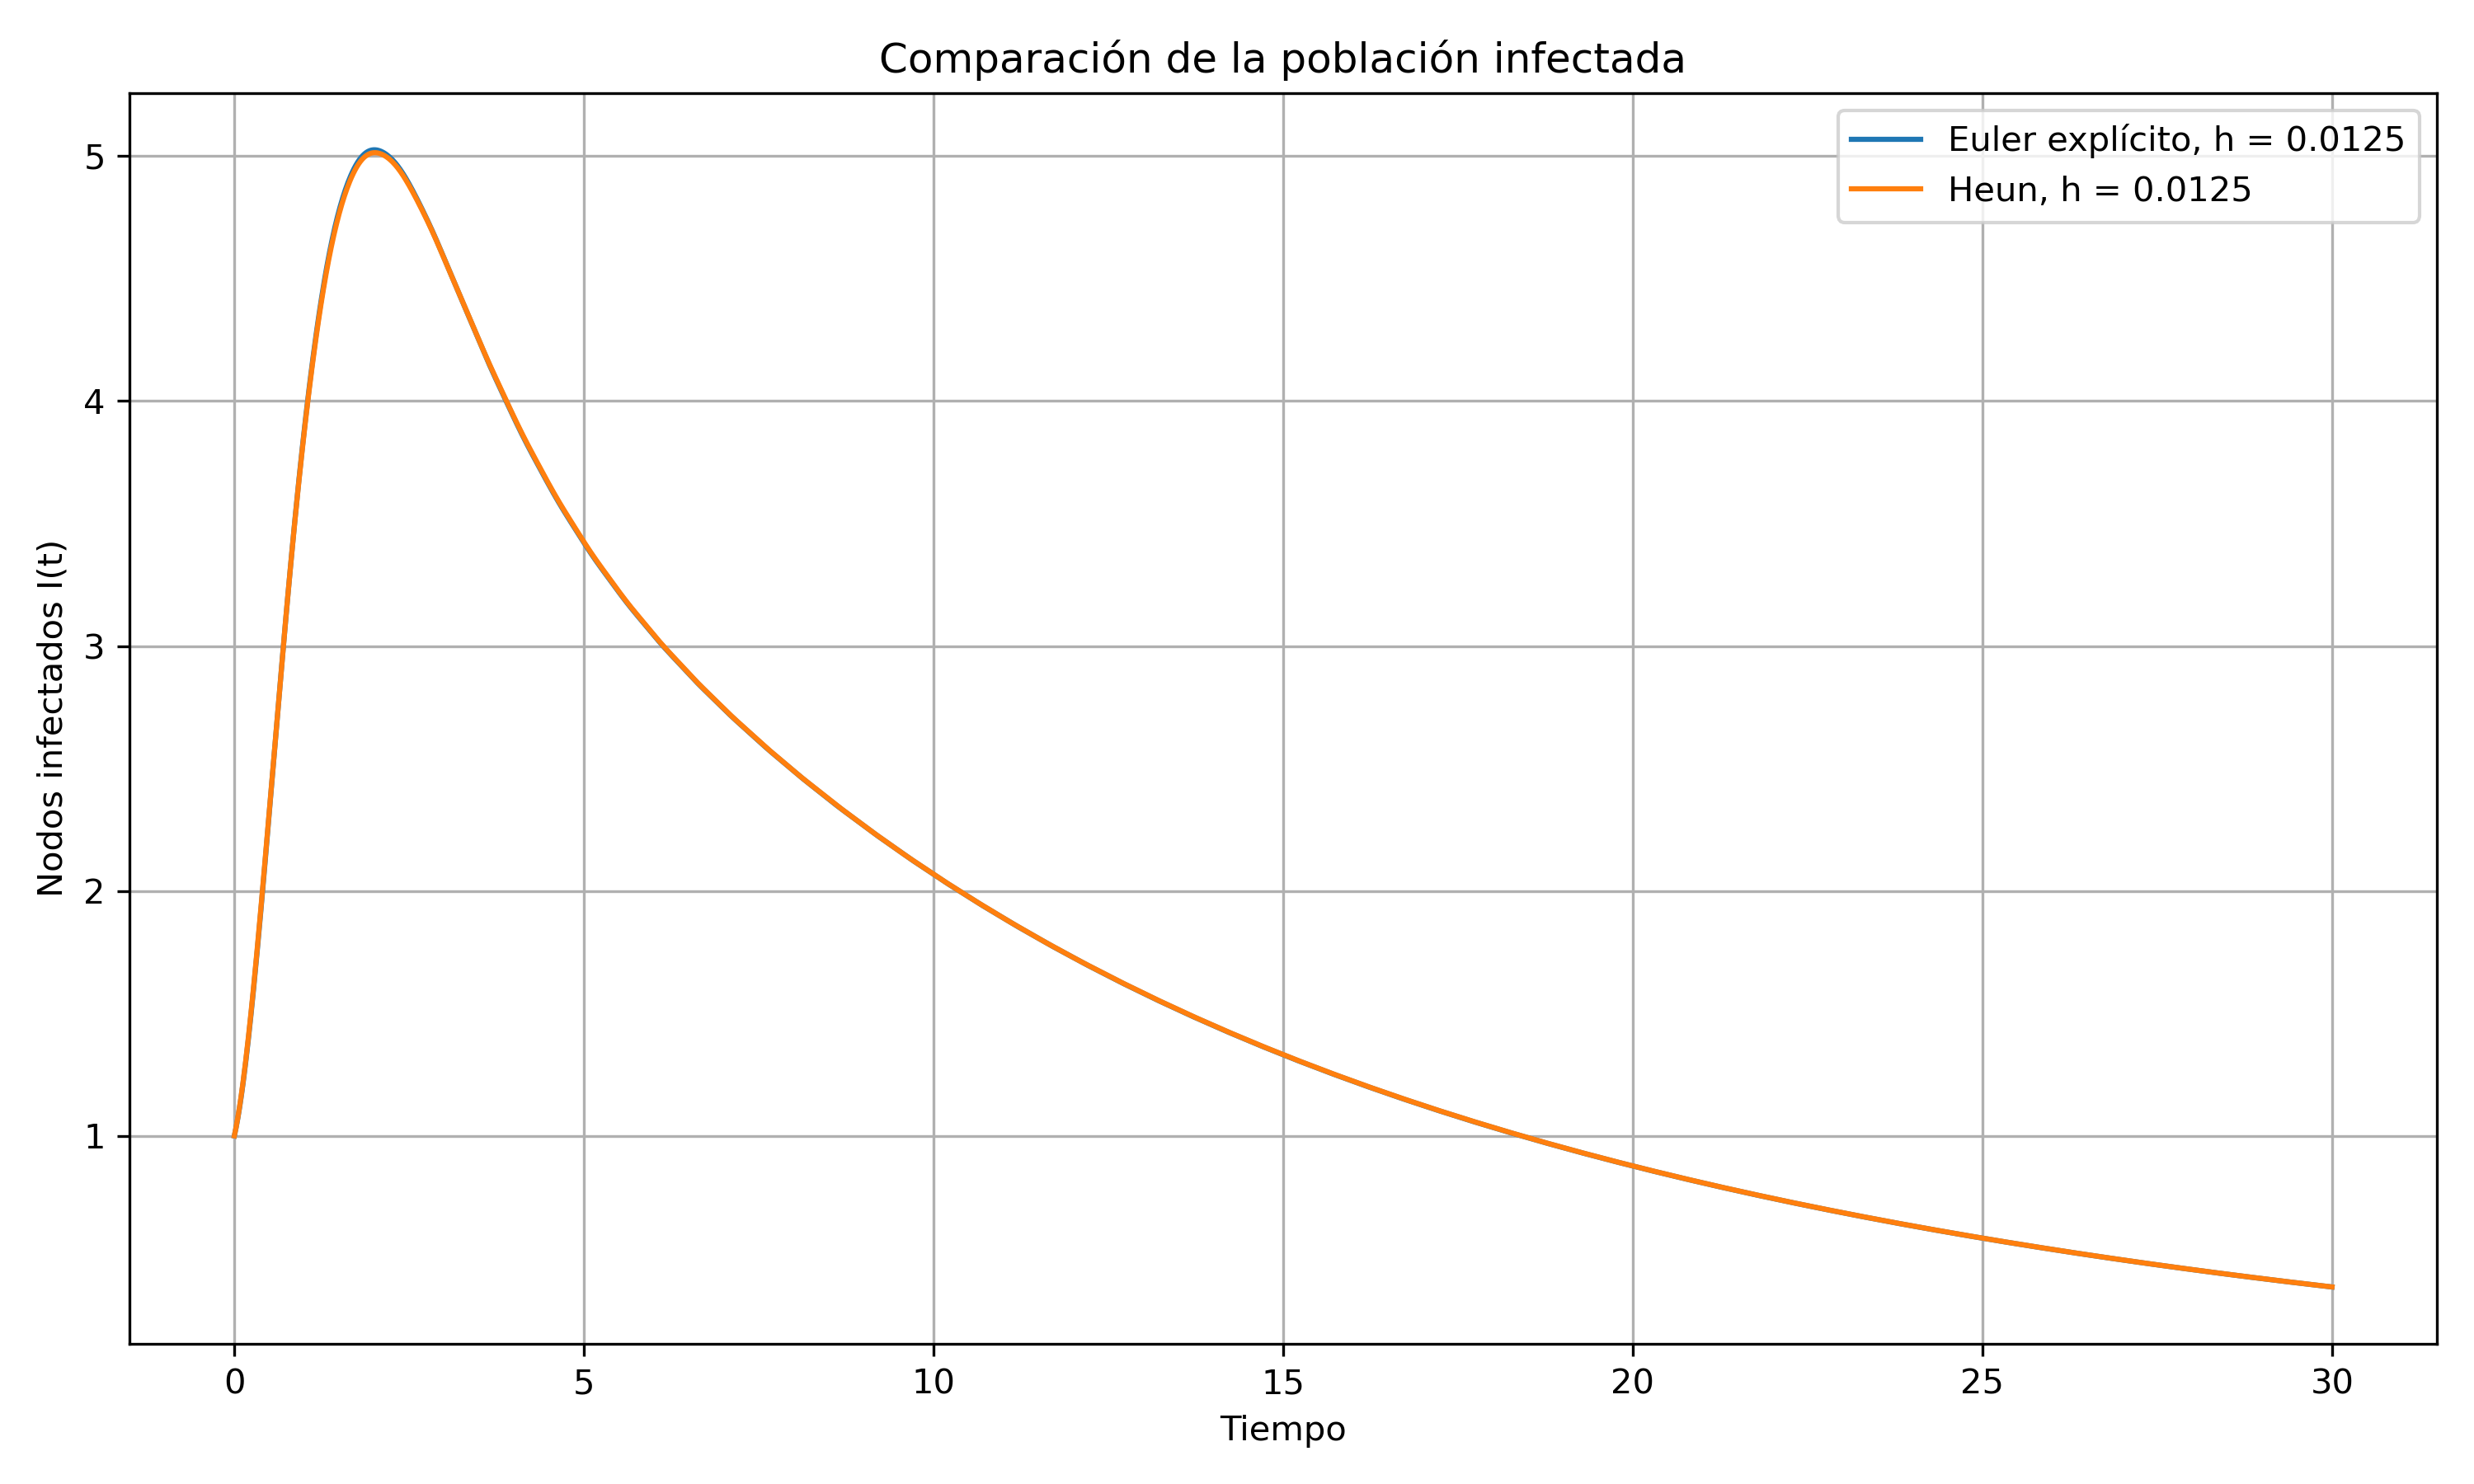 Comparación de la población infectada
Euler explícito, h = 0.0125
Heun, h = 0.0125
Nodos infectados I(t)
5
4
3
2
1
0 5 10 15 20 25 30
Tiempo